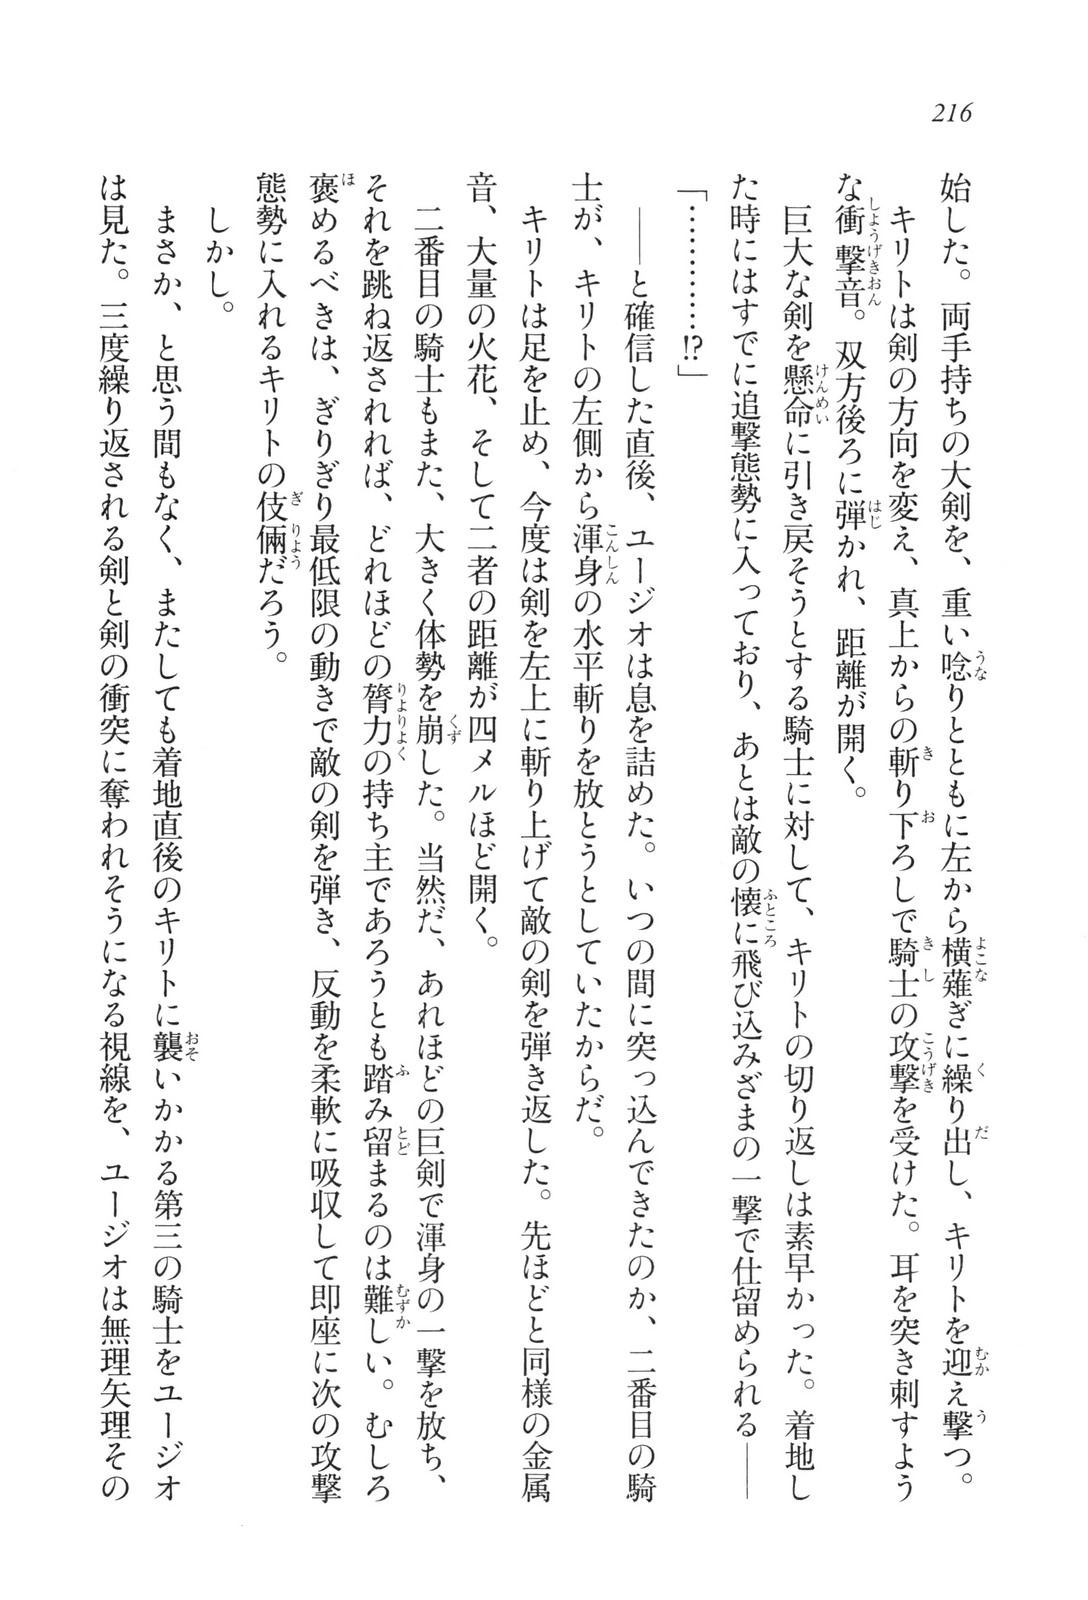 216
始した。両手持ちの大剣を、重い唸りとともに左から横薙ぎに繰り出し、キリトを迎え撃つ。
キリトは剣の方向を変え、真上からの斬り下ろしで騎士の攻撃を受けた。耳を突き刺すよう
な衝撃音。双方後ろに弾かれ、距離が開く。
巨大な剣を懸命に引き戻そうとする騎士に対して、キリトの切り返しは素早かった。着地し
た時にはすでに追撃態勢に入っており、あとは敵の懐に飛び込みざまの一撃で仕留められる――
「…………!?」
――と確信した直後、ユージオは息を詰めた。いつの間に突っ込んできたのか、二番目の騎
士が、キリトの左側から渾身の水平斬りを放とうとしていたからだ。
キリトは足を止め、今度は剣を左上に斬り上げて敵の剣を弾き返した。先ほどと同様の金属
音、大量の火花、そして二者の距離が四メルほど開く。
二番目の騎士もまた、大きく体勢を崩した。当然だ、あれほどの巨剣で渾身の一撃を放ち、
それを跳ね返されれば、どれほどの膂力の持ち主であろうとも踏み留まるのは難しい。むしろ
褒めるべきは、ぎりぎり最低限の動きで敵の剣を弾き、反動を柔軟に吸収して即座に次の攻撃
態勢に入れるキリトの伎倆だろう。
しかし。
まさか、と思う間もなく、またしても着地直後のキリトに襲いかかる第三の騎士をユージオ
は見た。三度繰り返される剣と剣の衝突に奪われそうになる視線を、ユージオは無理矢理その